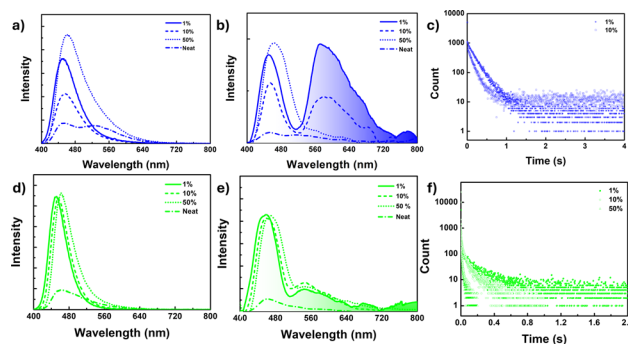 a)
Intensity
1%
10%
50%
Neat
400 480 560 640 720 800
Wavelength (nm)
b)
Intensity
1%
10%
50%
Neat
400 480 560 640 720 800
Wavelength (nm)
c)
Count
10000
1000
100
10
1
1%
10%
0 1 2 3 4
Time (s)
d)
Intensity
1%
10%
50%
Neat
400 480 560 640 720 800
Wavelength (nm)
e)
Intensity
1%
10%
50 %
Neat
400 480 560 640 720 800
Wavelength (nm)
f)
Count
10000
1000
100
10
1
1%
10%
50%
0.0 0.4 0.8 1.2 1.6 2.0
Time (s)